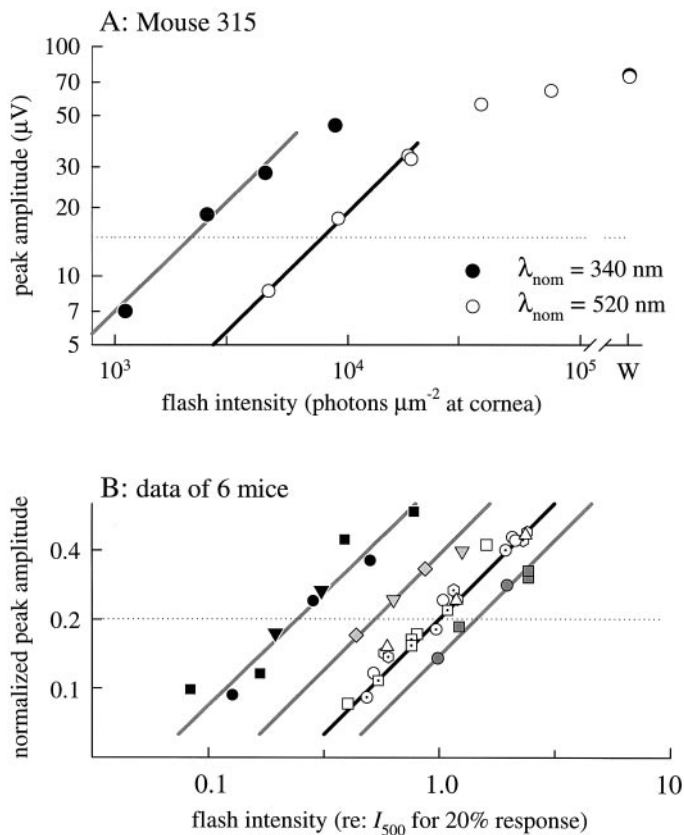 A: Mouse 315
100
70
50
30
20
10
7
5
peak amplitude (μV)
λnom = 340 nm
λnom = 520 nm
10³
10⁴
10⁵
W
flash intensity (photons μm⁻² at cornea)
B: data of 6 mice
0.4
0.2
0.1
normalized peak amplitude
0.1
1.0
10
flash intensity (re: I₅₀₀ for 20% response)